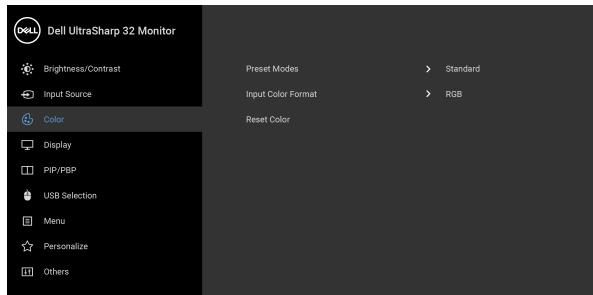 DELL Dell UltraSharp 32 Monitor
Brightness/Contrast
Input Source
Color
Display
PIP/PBP
USB Selection
Menu
Personalize
Others
Preset Modes > Standard
Input Color Format > RGB
Reset Color